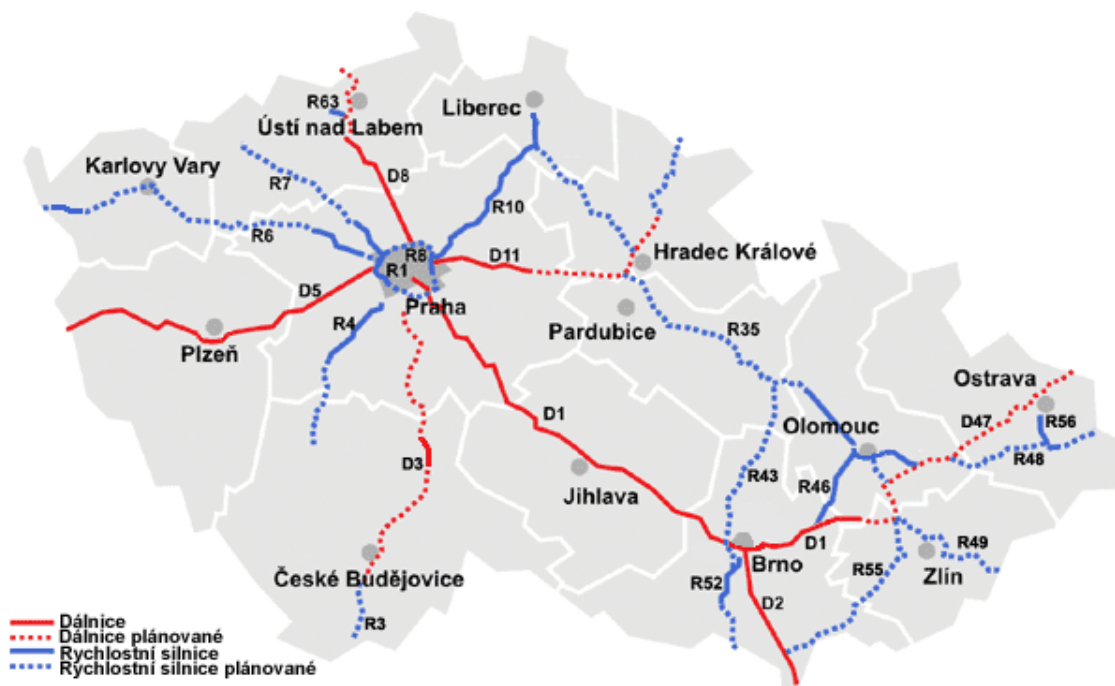 R63
Ústí nad Labem
Liberec
Karlovy Vary
R7
D8
R10
R6
R8
D11
Hradec Králové
R1
D5
Praha
R4
Pardubice
R35
Plzeň
D1
Ostrava
Olomouc
D47
R56
D3
R43
R48
Jihlava
R46
D1
R49
Brno
R55
Zlín
České Budějovice
R52
D2
R3
Dálnice
Dálnice plánované
Rychlostní silnice
Rychlostní silnice plánované